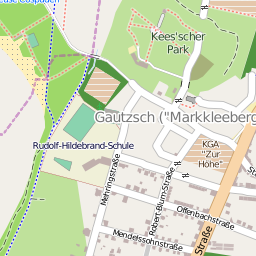 Kees'scher
Park
Gautzsch ("Markkleeberg
KGA
"Zur
Höhe"
Rudolf-Hildebrand-Schule
Mehringstraße
Robert-Blum-Straße
Offenbachstraße
Mendelssohnstraße
Straße